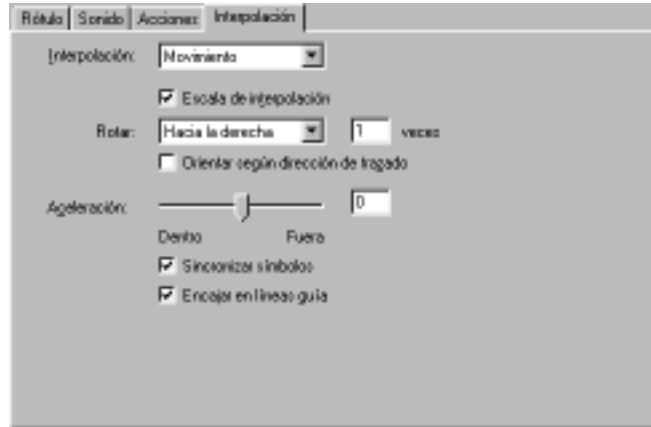 Rótulo Sonido Acciones Interpolación
Interpolación: Movimiento
Escala de interpolación
Rotar: Hacia la derecha 1 veces
Orientar según dirección de trazado
Aceleración: 0
Dentro Fuera
Sincronizar símbolos
Encajar en líneas guía